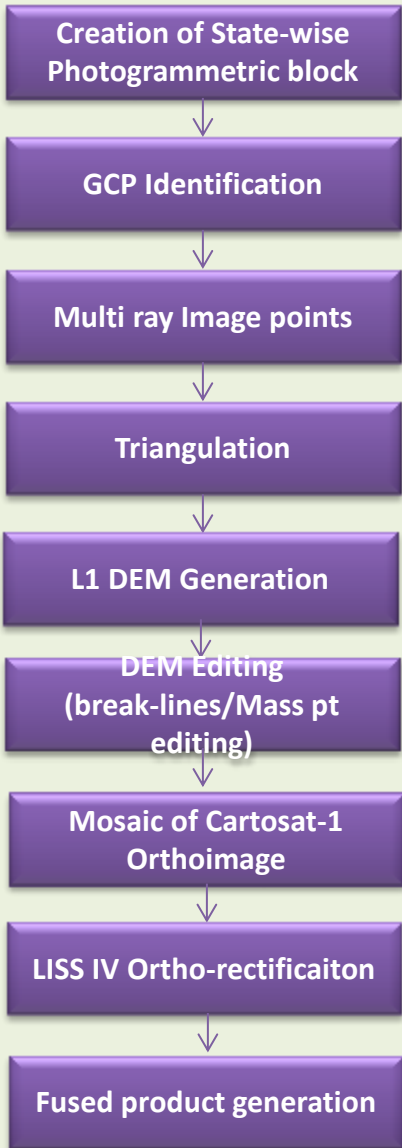 Creation of State-wise
Photogrammetric block
GCP Identification
Multi ray Image points
Triangulation
L1 DEM Generation
DEM Editing
(break-lines/Mass pt
editing)
Mosaic of Cartosat-1
Orthoimage
LISS IV Ortho-rectificaiton
Fused product generation